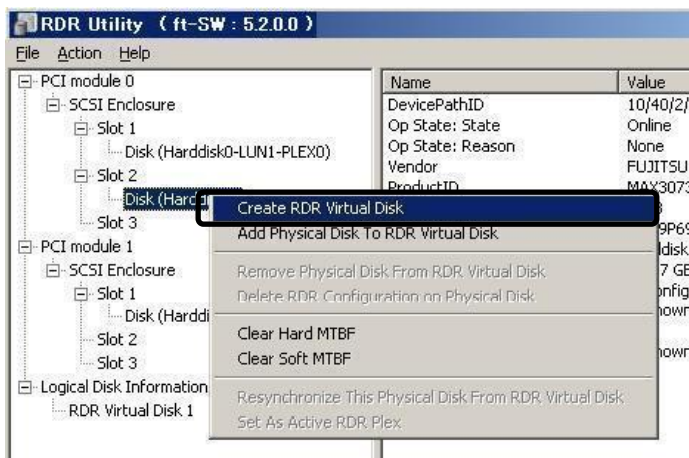 RDR Utility ( ft-SW : 5.2.0.0 )
File Action Help
PCI module 0
SCSI Enclosure
Slot 1
Disk (Harddisk0-LUN1-PLEX0)
Slot 2
Disk (Hardd
Slot 3
PCI module 1
SCSI Enclosure
Slot 1
Disk (Harddi
Slot 2
Slot 3
Logical Disk Information
RDR Virtual Disk 1
Name Value
DevicePathID 10/40/2/
Op State: State Online
Op State: Reason None
Vendor FUJITSU
ProductID MAX3073
9P69
7 GE
Create RDR Virtual Disk
Add Physical Disk To RDR Virtual Disk
Remove Physical Disk From RDR Virtual Disk
Delete RDR Configuration on Physical Disk
Clear Hard MTBF
Clear Soft MTBF
Resynchronize This Physical Disk From RDR Virtual Disk
Set As Active RDR Plex